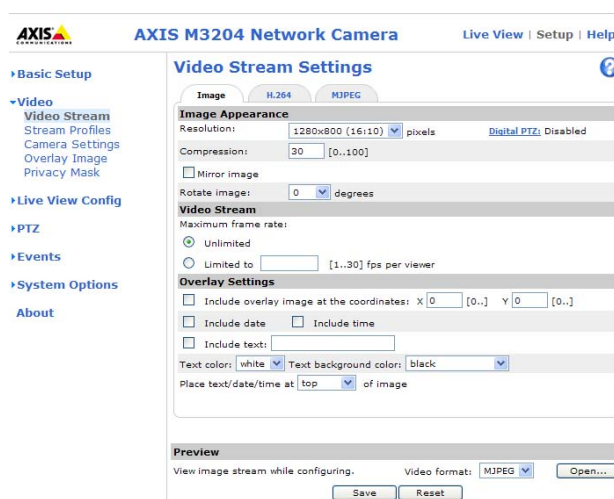 AXIS
COMMUNICATIONS
AXIS M3204 Network Camera
Live View | Setup | Help
Basic Setup
Video
Video Stream
Stream Profiles
Camera Settings
Overlay Image
Privacy Mask
Live View Config
PTZ
Events
System Options
About
Video Stream Settings
?
Image H.264 MJPEG
Image Appearance
Resolution: 1280x800 (16:10) pixels Digital PTZ: Disabled
Compression: 30 [0..100]
Mirror image
Rotate image: 0 degrees
Video Stream
Maximum frame rate:
Unlimited
Limited to [1..30] fps per viewer
Overlay Settings
Include overlay image at the coordinates: X 0 [0..] Y 0 [0..]
Include date Include time
Include text:
Text color: white Text background color: black
Place text/date/time at top of image
Preview
View image stream while configuring. Video format: MJPEG Open...
Save Reset